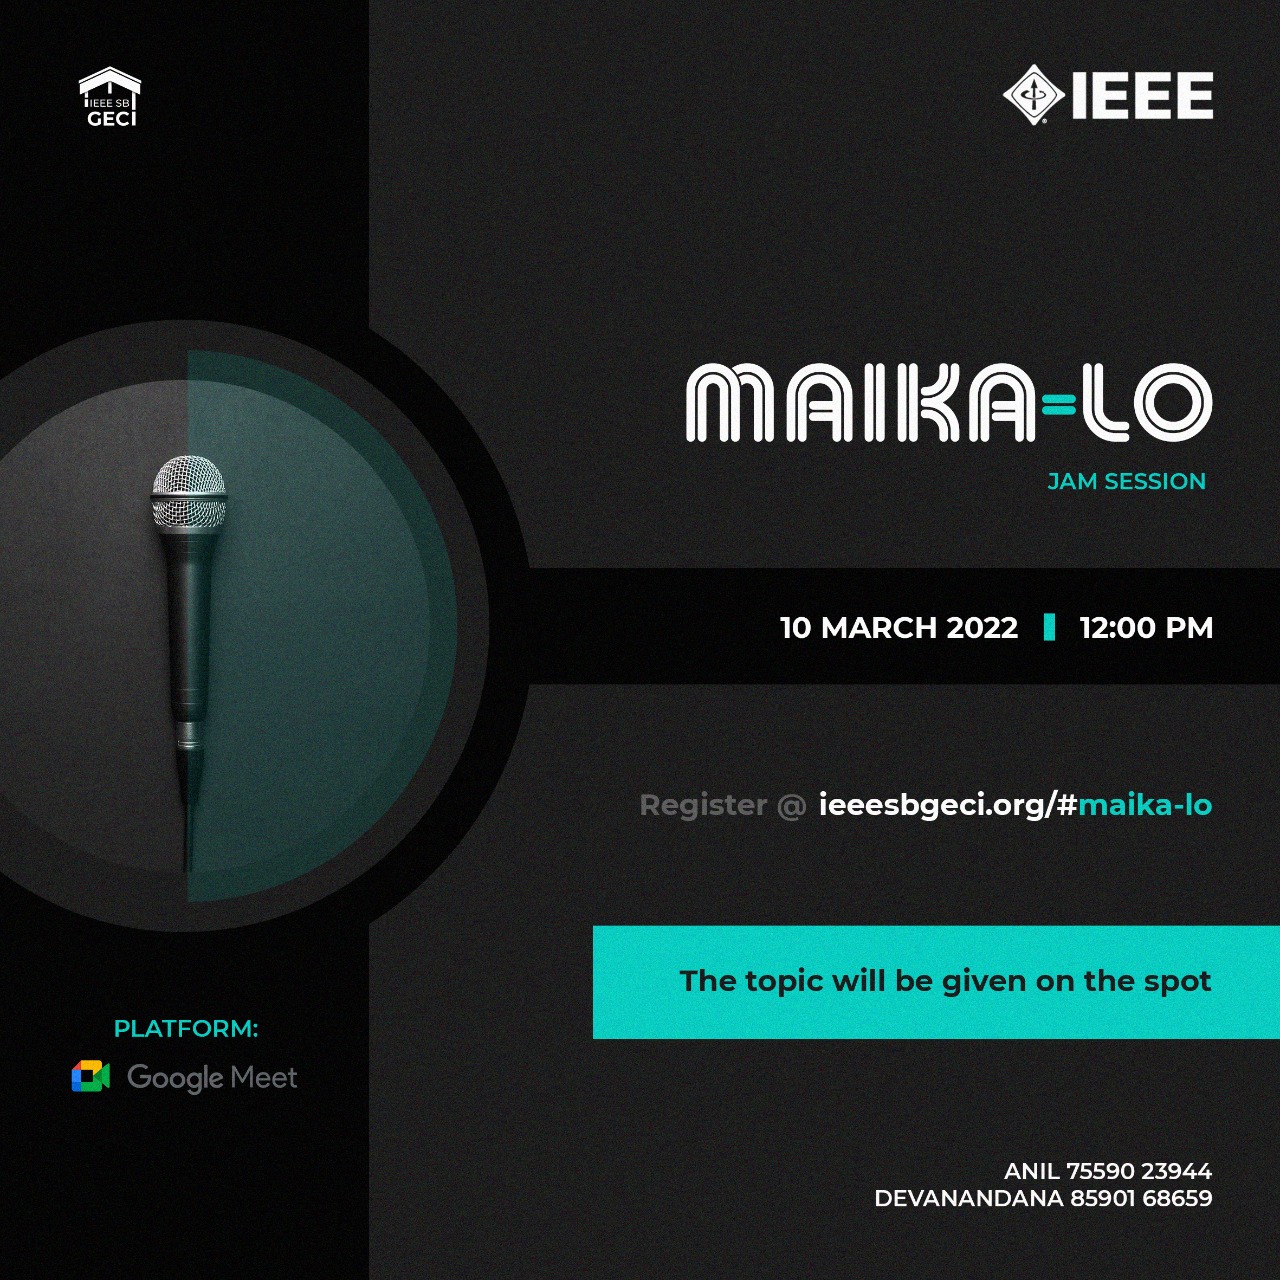 IEEE SB
GECI
IEEE
MAIKA=LO
JAM SESSION
10 MARCH 2022 12:00 PM
Register @ ieeesbgeci.org/#maika-lo
The topic will be given on the spot
PLATFORM:
Google Meet
ANIL 75590 23944
DEVANANDANA 85901 68659